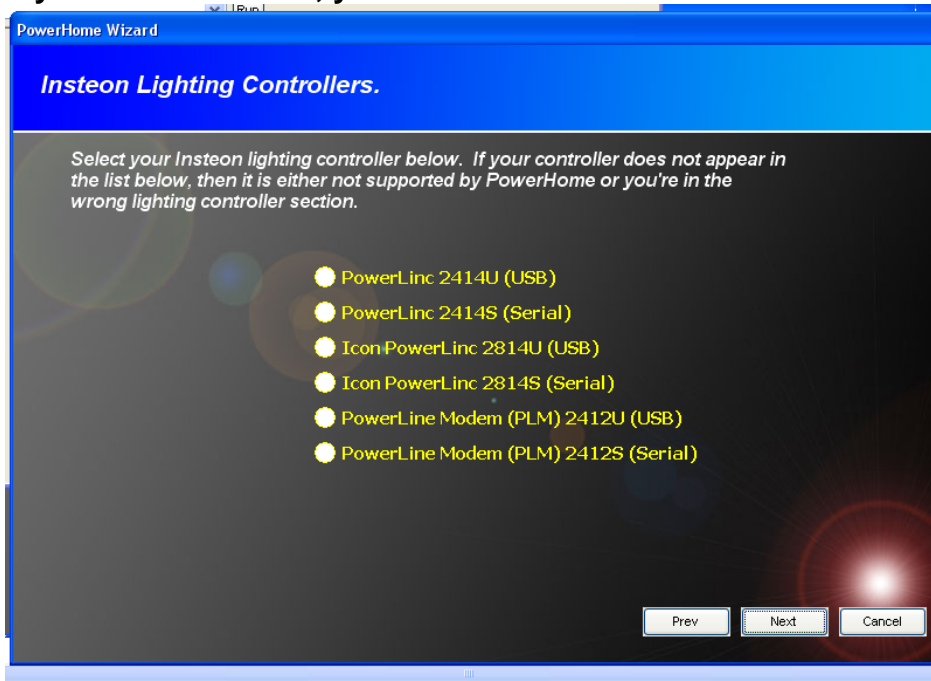 Run
PowerHome Wizard
Insteon Lighting Controllers.
Select your Insteon lighting controller below. If your controller does not appear in
the list below, then it is either not supported by PowerHome or you're in the
wrong lighting controller section.
PowerLinc 2414U (USB)
PowerLinc 2414S (Serial)
Icon PowerLinc 2814U (USB)
Icon PowerLinc 2814S (Serial)
PowerLine Modem (PLM) 2412U (USB)
PowerLine Modem (PLM) 2412S (Serial)
Prev Next Cancel